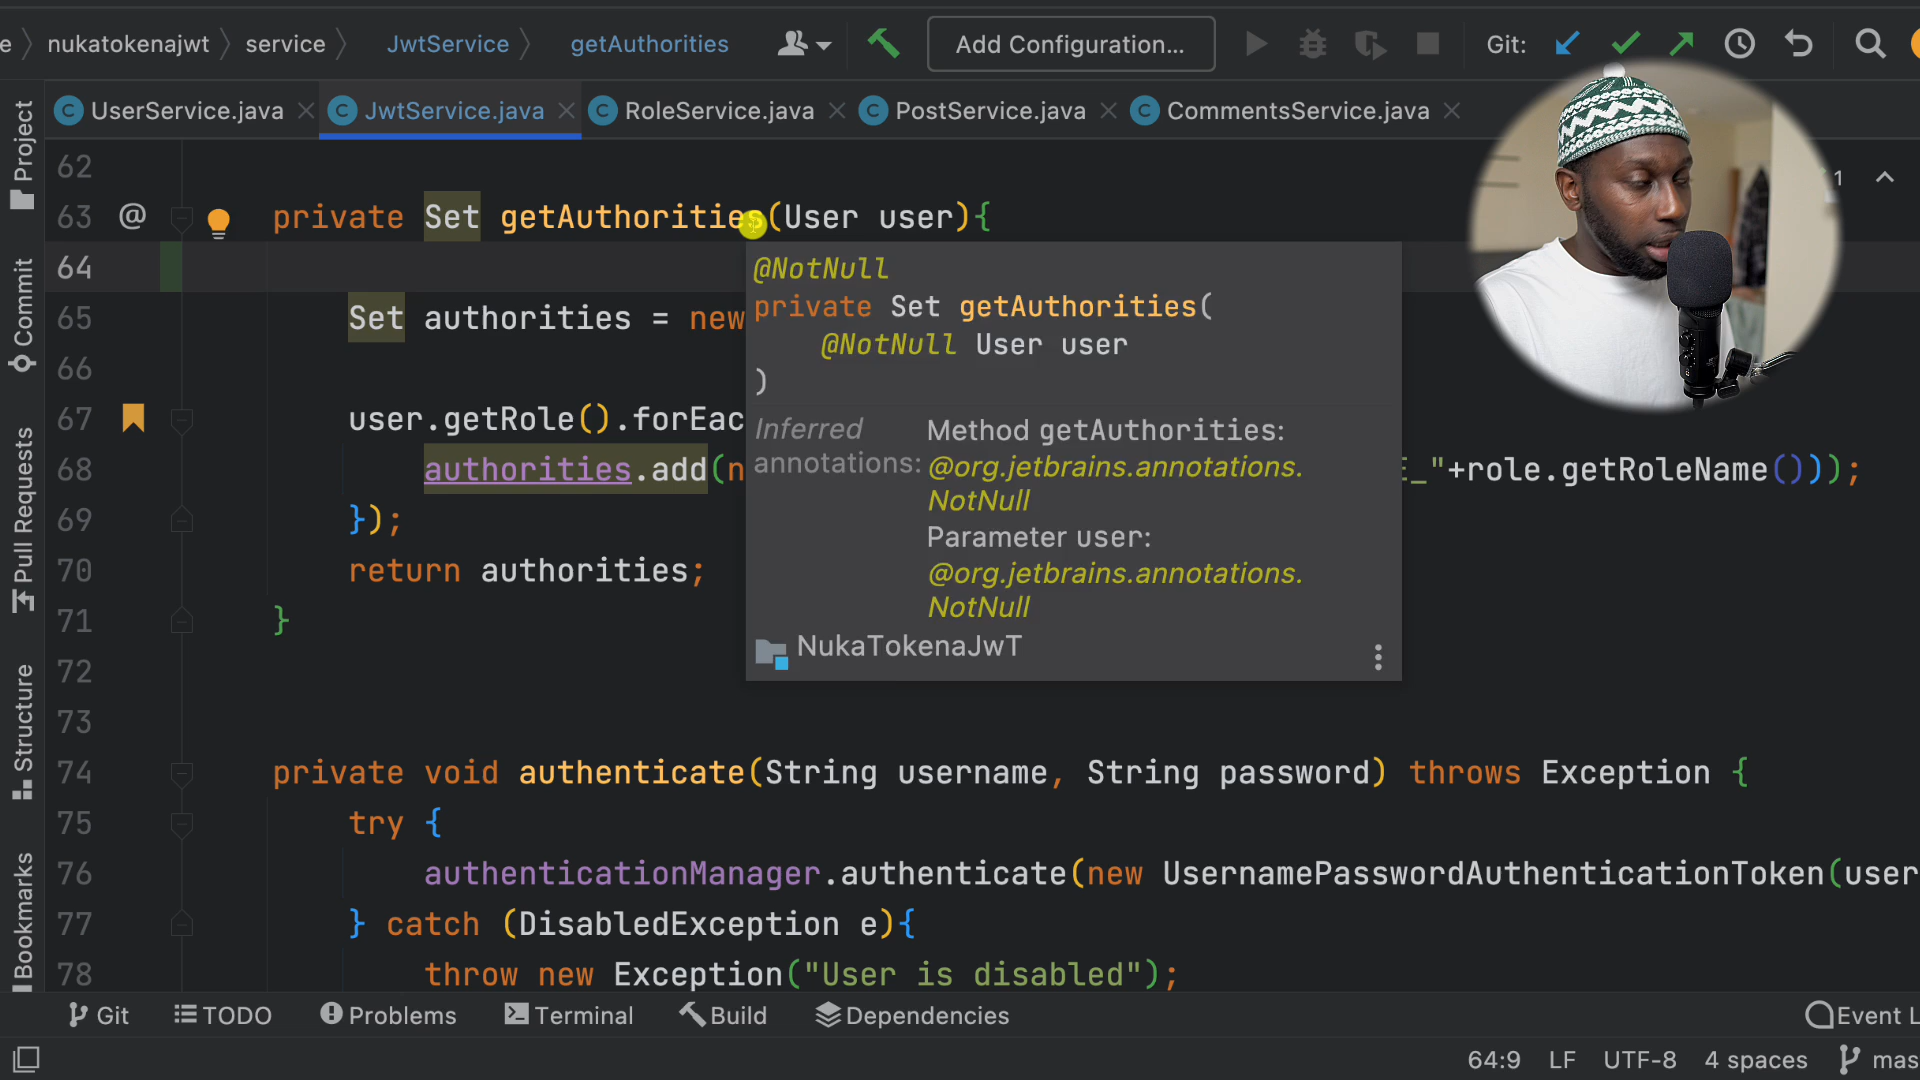 e nukatokenajwt service JwtService getAuthorities Add Configuration... Git:
UserService.java JwtService.java RoleService.java PostService.java CommentsService.java
Project
Commit
Pull Requests
Structure
Bookmarks
62
63 @ private Set getAuthorities(User user){
1
64
65 Set authorities = new
66
67 user.getRole().forEac
68 authorities.add(n E_"+role.getRoleName()));
69 });
70 return authorities;
71 }
72
73
74 private void authenticate(String username, String password) throws Exception {
75 try {
76 authenticationManager.authenticate(new UsernamePasswordAuthenticationToken(user
77 } catch (DisabledException e){
78 throw new Exception("User is disabled");
@NotNull
private Set getAuthorities(
@NotNull User user
)
Inferred annotations:
Method getAuthorities:
@org.jetbrains.annotations.
NotNull
Parameter user:
@org.jetbrains.annotations.
NotNull
NukaTokenaJwT
Git TODO Problems Terminal Build Dependencies Event L
64:9 LF UTF-8 4 spaces mas